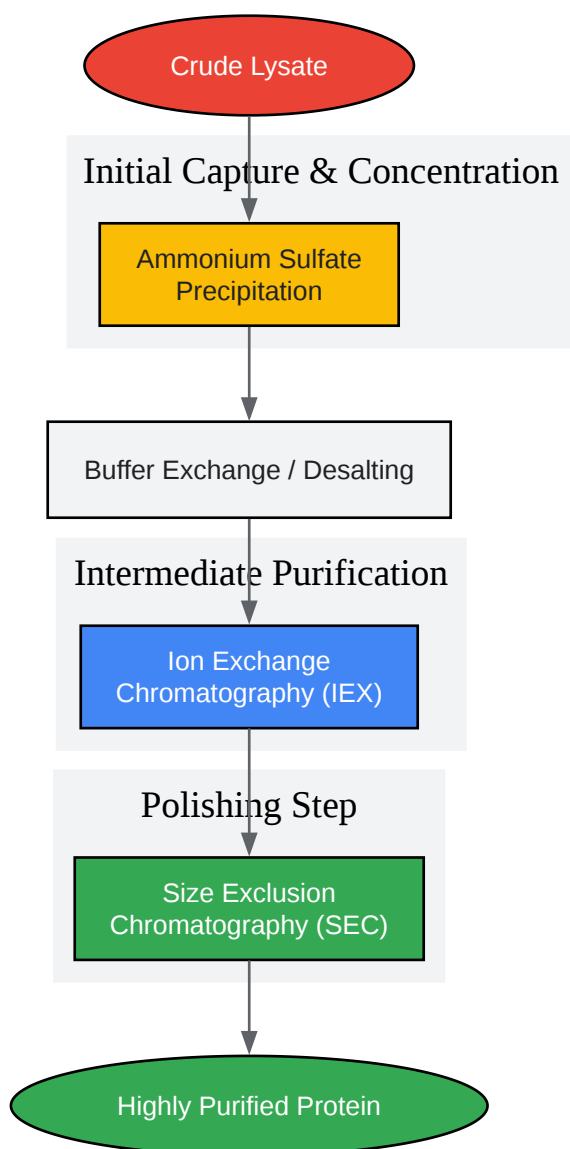 Crude Lysate
Initial Capture & Concentration
Ammonium Sulfate
Precipitation
Buffer Exchange / Desalting
Intermediate Purification
Ion Exchange
Chromatography (IEX)
Polishing Step
Size Exclusion
Chromatography (SEC)
Highly Purified Protein